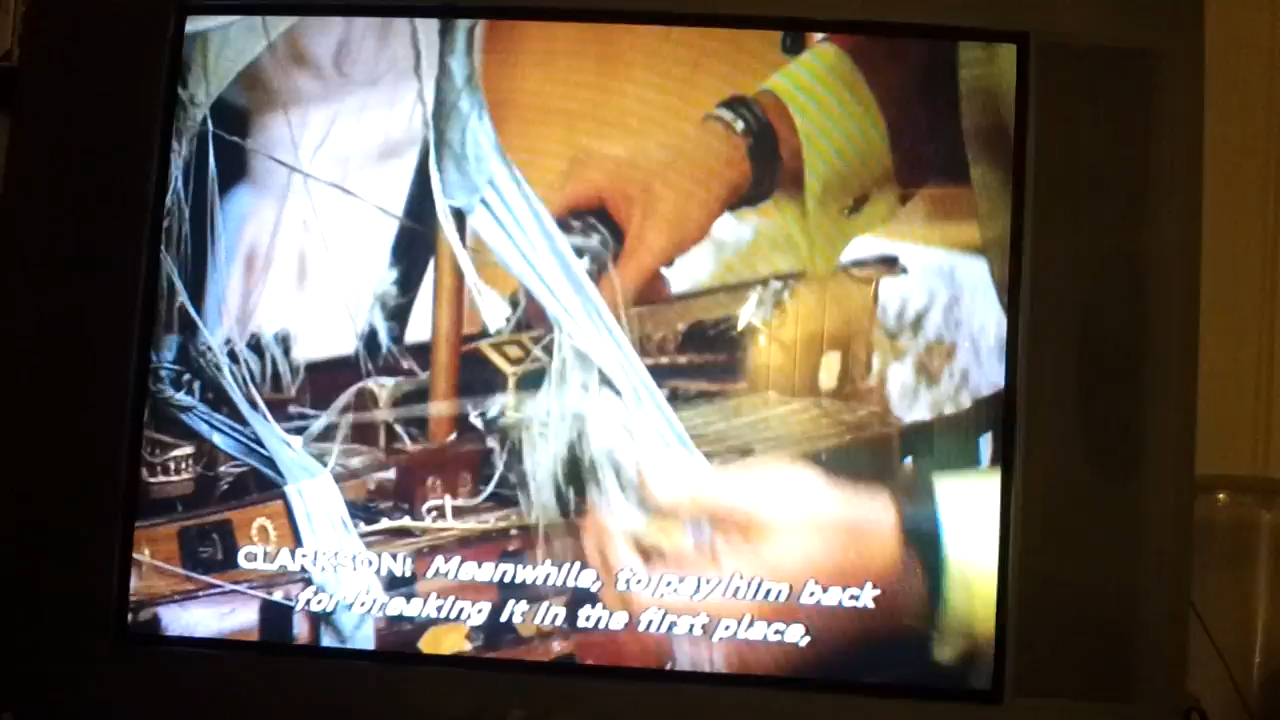 CLARKSON: Meanwhile, to pay him back
for breaking it in the first place,